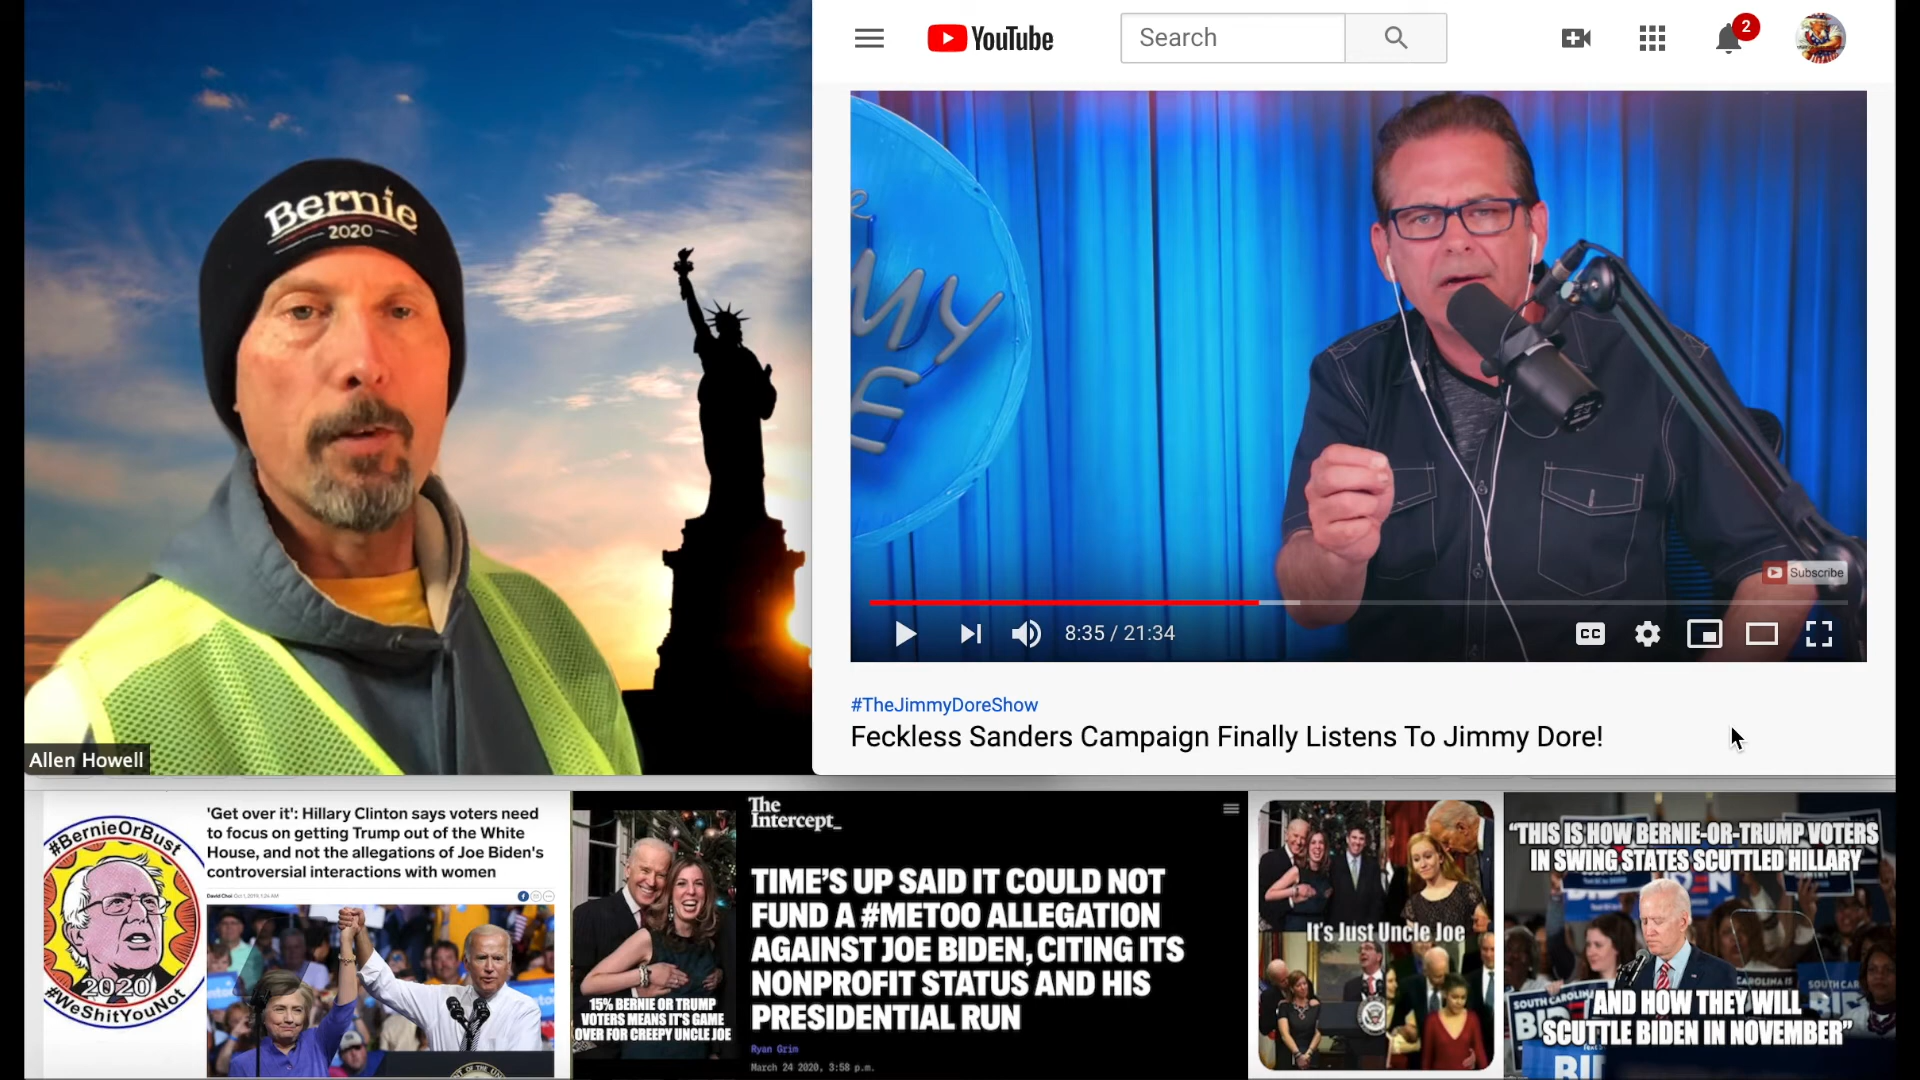 Bernie
2020
Allen Howell
YouTube
Search
2
Subscribe
8:35 / 21:34
CC
#TheJimmyDoreShow
Feckless Sanders Campaign Finally Listens To Jimmy Dore!
#BernieOrBust
2020
#WeShitYouNot
'Get over it': Hillary Clinton says voters need
to focus on getting Trump out of the White
House, and not the allegations of Joe Biden's
controversial interactions with women
15% BERNIE OR TRUMP
VOTERS MEANS IT'S GAME
OVER FOR CREEPY UNCLE JOE
The
Intercept_
TIME'S UP SAID IT COULD NOT
FUND A #METOO ALLEGATION
AGAINST JOE BIDEN, CITING ITS
NONPROFIT STATUS AND HIS
PRESIDENTIAL RUN
Ryan Grim
March 24 2020, 3:58 p.m.
It's Just Uncle Joe
"THIS IS HOW BERNIE-OR-TRUMP VOTERS
IN SWING STATES SCUTTLED HILLARY
AND HOW THEY WILL
SCUTTLE BIDEN IN NOVEMBER"
SOUTH CAROLINA